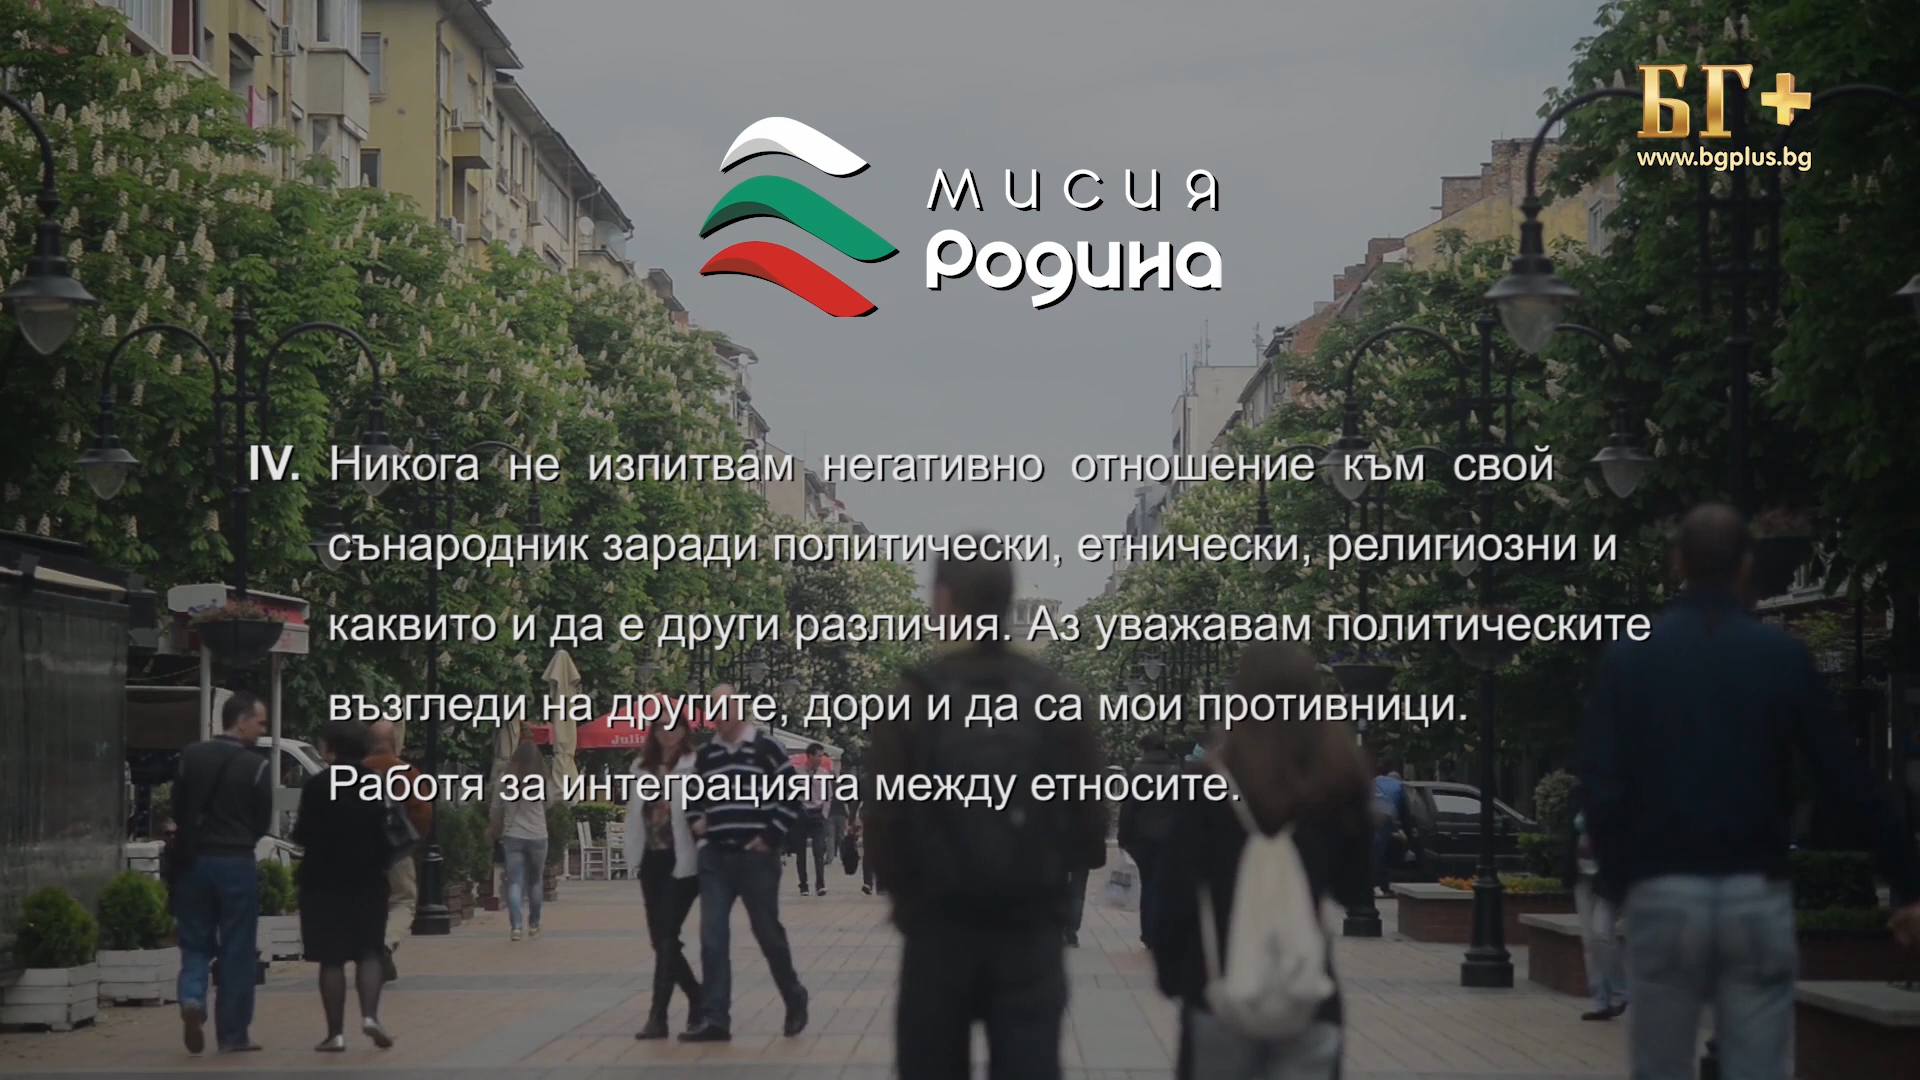 БГ+
www.bgplus.bg
мисия
Родина
IV. Никога не изпитвам негативно отношение към свой
сънародник заради политически, етнически, религиозни и
каквито и да е други различия. Аз уважавам политическите
възгледи на другите, дори и да са мои противници.
Работя за интеграцията между етносите.